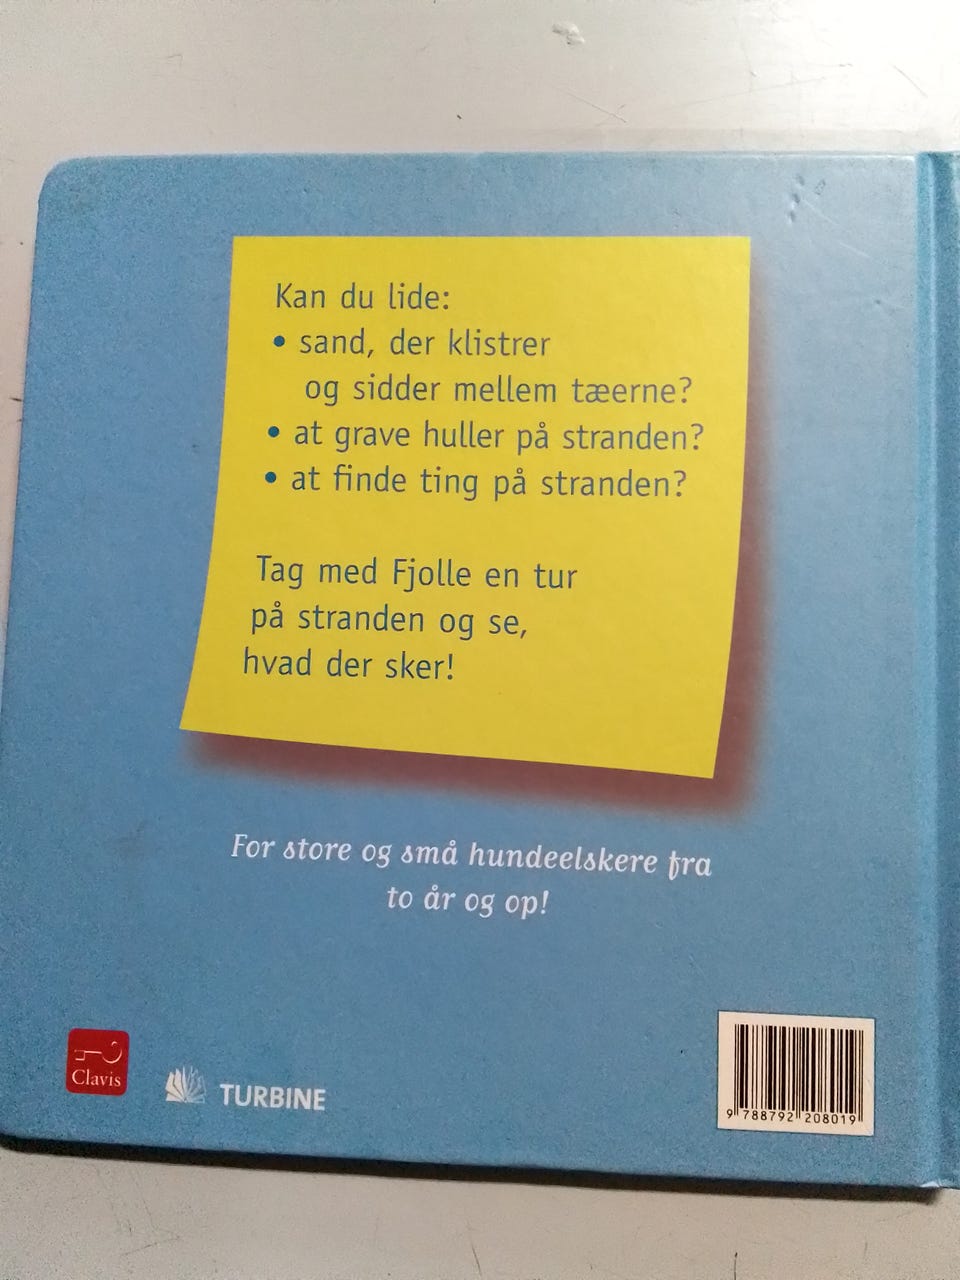 Kan du lide:
• sand, der klistrer
og sidder mellem tæerne?
• at grave huller på stranden?
• at finde ting på stranden?
Tag med Fjolle en tur
på stranden og se,
hvad der sker!
For store og små hundeelskere fra
to år og op!
Clavis
TURBINE
9 788792 208019